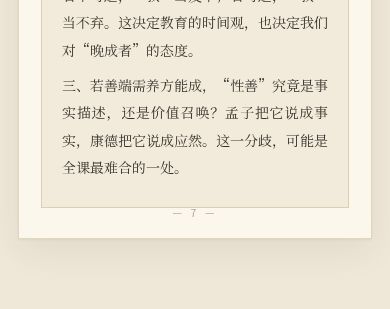 当不弃。这决定教育的时间观，也决定我们
对“晚成者”的态度。
三、若善端需养方能成，“性善”究竟是事
实描述，还是价值召唤？孟子把它说成事
实，康德把它说成应然。这一分歧，可能是
全课最难合的一处。
— 7 —